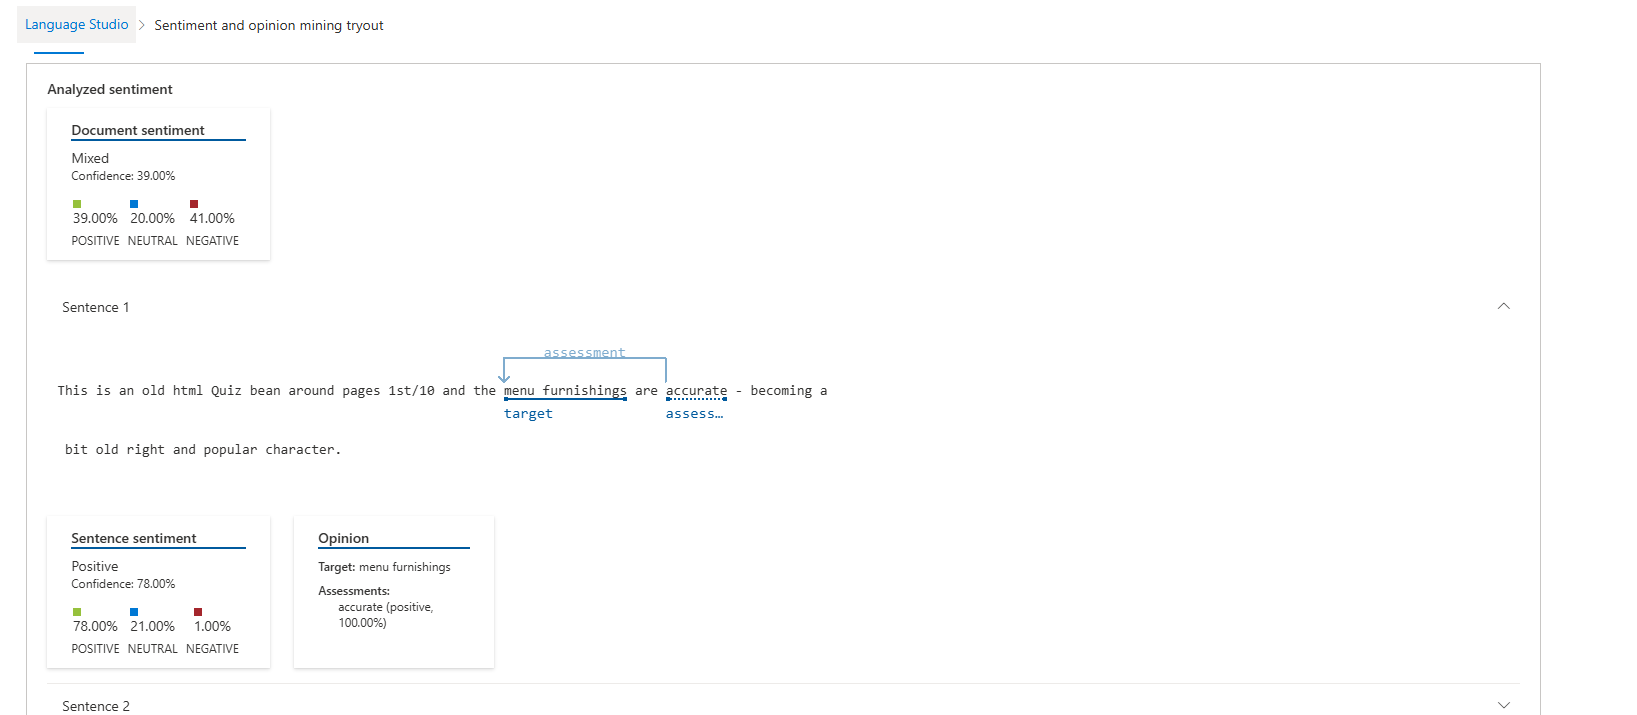 Language Studio > Sentiment and opinion mining tryout
Analyzed sentiment
Document sentiment
Mixed
Confidence: 39.00%
39.00% 20.00% 41.00%
POSITIVE NEUTRAL NEGATIVE
Sentence 1
assessment
This is an old html Quiz bean around pages 1st/10 and the menu furnishings are accurate - becoming a
target assess…
bit old right and popular character.
Sentence sentiment
Positive
Confidence: 78.00%
78.00% 21.00% 1.00%
POSITIVE NEUTRAL NEGATIVE
Opinion
Target: menu furnishings
Assessments:
accurate (positive,
100.00%)
Sentence 2